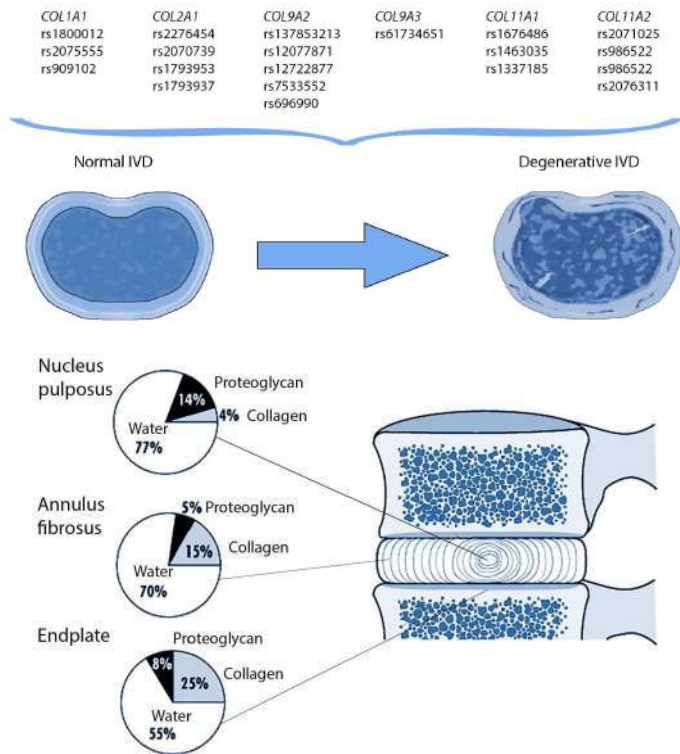 COL1A1
rs1800012
rs2075555
rs909102
COL2A1
rs2276454
rs2070739
rs1793953
rs1793937
COL9A2
rs137853213
rs12077871
rs12722877
rs7533552
rs696990
COL9A3
rs61734651
COL11A1
rs1676486
rs1463035
rs1337185
COL11A2
rs2071025
rs986522
rs986522
rs2076311
Normal IVD
Degenerative IVD
Nucleus
pulposus
Proteoglycan
14%
4% Collagen
Water
77%
Annulus
fibrosus
5% Proteoglycan
Collagen
15%
Water
70%
Endplate
Proteoglycan
8%
Collagen
25%
Water
55%